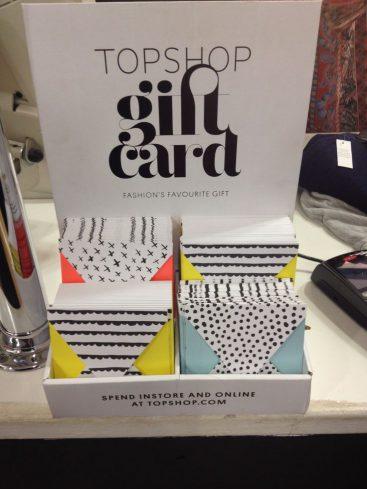 TOPSHOP
gift
card
FASHION'S FAVOURITE GIFT
SPEND INSTORE AND ONLINE
AT TOPSHOP.COM